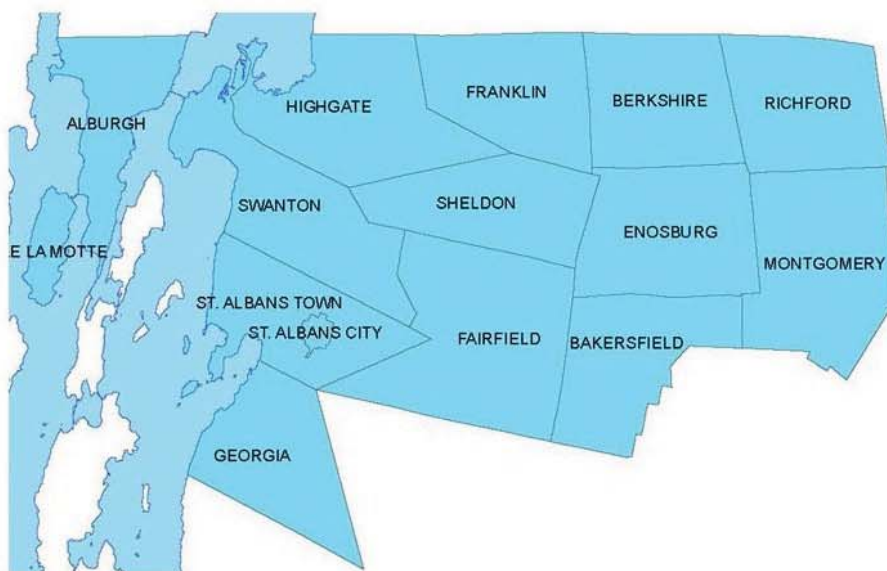 HIGHGATE
FRANKLIN
BERKSHIRE
RICHFORD
ALBURGH
SWANTON
SHELDON
ENOSBURG
LE LA MOTTE
MONTGOMERY
ST. ALBANS TOWN
ST. ALBANS CITY
FAIRFIELD
BAKERSFIELD
GEORGIA